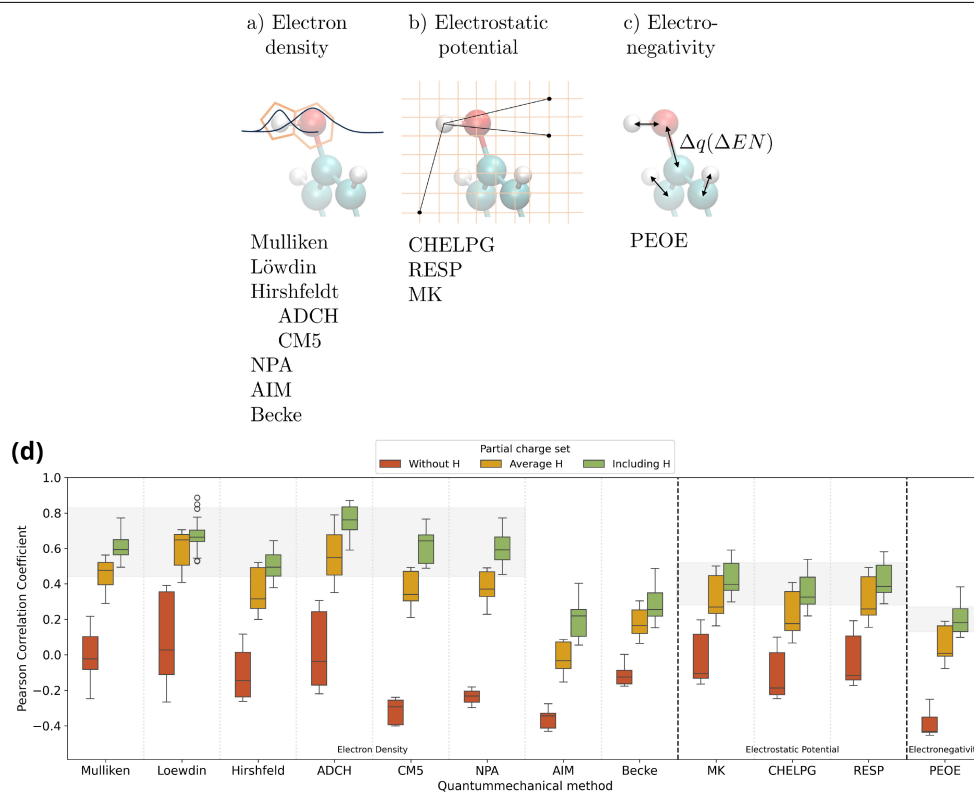 a) Electron
density
b) Electrostatic
potential
c) Electro-
negativity
Δq(ΔEN)
Mulliken
Löwdin
Hirshfeldt
ADCH
CM5
NPA
AIM
Becke
CHELPG
RESP
MK
PEOE
(d)
Partial charge set
Without H
Average H
Including H
Pearson Correlation Coefficient
1.0
0.8
0.6
0.4
0.2
0.0
−0.2
−0.4
Electron Density
Electrostatic Potential
Electronegativit
Mulliken
Loewdin
Hirshfeld
ADCH
CM5
NPA
AIM
Becke
MK
CHELPG
RESP
PEOE
Quantummechanical method